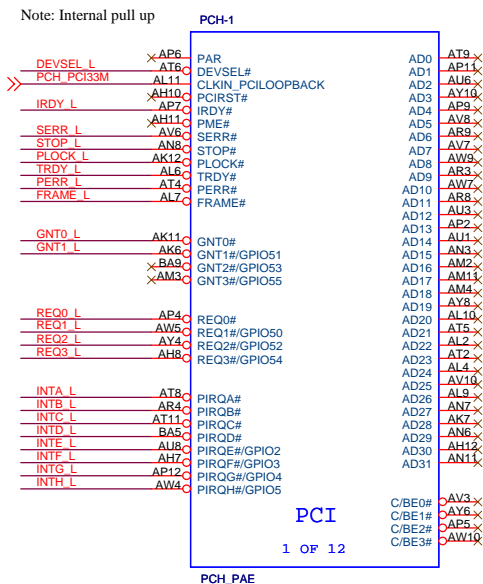 Note: Internal pull up
PCH-1
AP6 PAR AD0 AT9
DEVSEL_L AT6 DEVSEL# AD1 AP11
PCH_PCI33M AL11 CLKIN_PCILOOPBACK AD2 AU6
AH10 PCIRST# AD3 AY10
IRDY_L AP7 IRDY# AD4 AP9
AH11 PME# AD5 AV8
SERR_L AV6 SERR# AD6 AR9
STOP_L AN8 STOP# AD7 AV7
PLOCK_L AK12 PLOCK# AD8 AW9
TRDY_L AL6 TRDY# AD9 AR3
PERR_L AT4 PERR# AD10 AW7
FRAME_L AL7 FRAME# AD11 AR8
AD12 AU3
AD13 AP2
GNT0_L AK11 GNT0# AD14 AU1
GNT1_L AK6 GNT1#/GPIO51 AD15 AN3
BA9 GNT2#/GPIO53 AD16 AM2
AM3 GNT3#/GPIO55 AD17 AM11
AD18 AM4
AD19 AY8
REQ0_L AP4 REQ0# AD20 AL10
REQ1_L AW5 REQ1#/GPIO50 AD21 AT5
REQ2_L AY4 REQ2#/GPIO52 AD22 AL2
REQ3_L AH8 REQ3#/GPIO54 AD23 AT2
AD24 AL4
AD25 AV10
INTA_L AT8 PIRQA# AD26 AL9
INTB_L AR4 PIRQB# AD27 AN7
INTC_L AT11 PIRQC# AD28 AK7
INTD_L BA5 PIRQD# AD29 AN6
INTE_L AU8 PIRQE#/GPIO2 AD30 AH12
INTF_L AH7 PIRQF#/GPIO3 AD31 AN11
INTG_L AP12 PIRQG#/GPIO4
INTH_L AW4 PIRQH#/GPIO5
C/BE0# AV3
C/BE1# AY6
C/BE2# AP5
C/BE3# AW10
PCI
1 OF 12
PCH_PAE